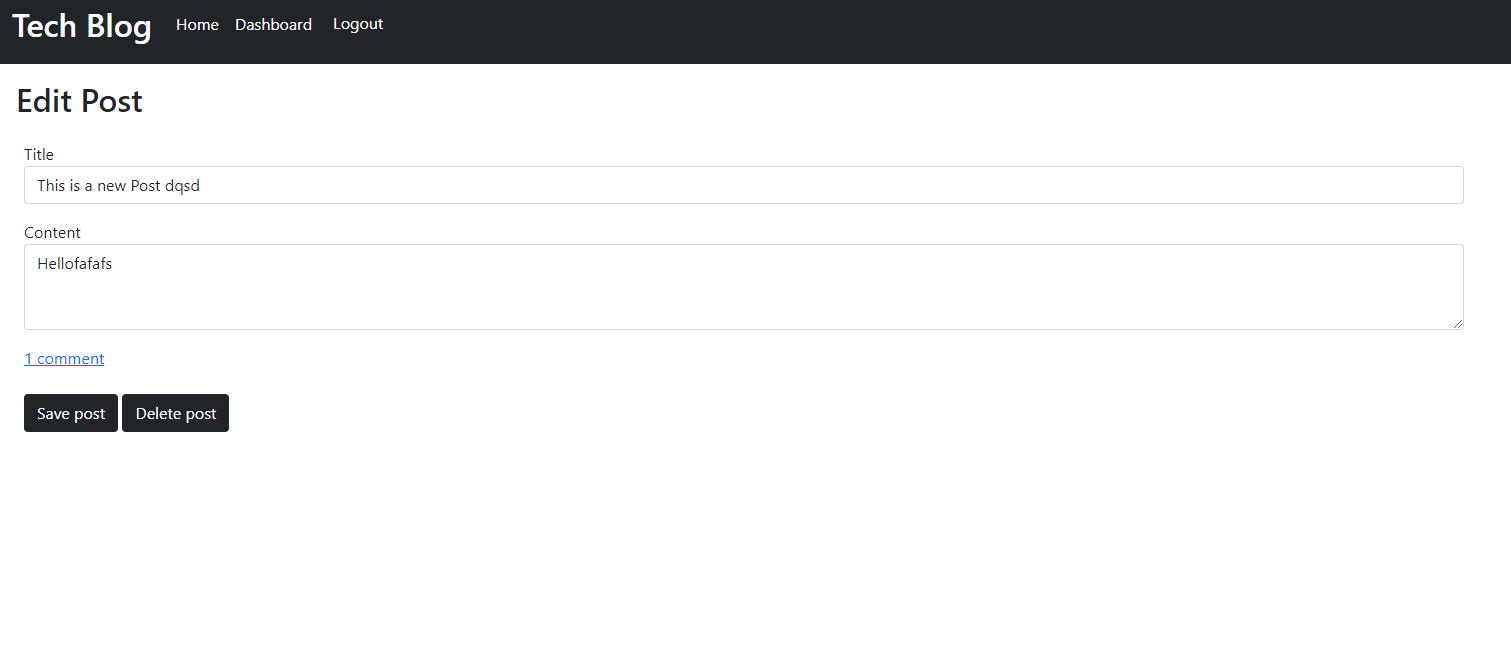 Tech Blog Home Dashboard Logout
Edit Post
Title
This is a new Post dqsd
Content
Hellofafafs
1 comment
Save post Delete post